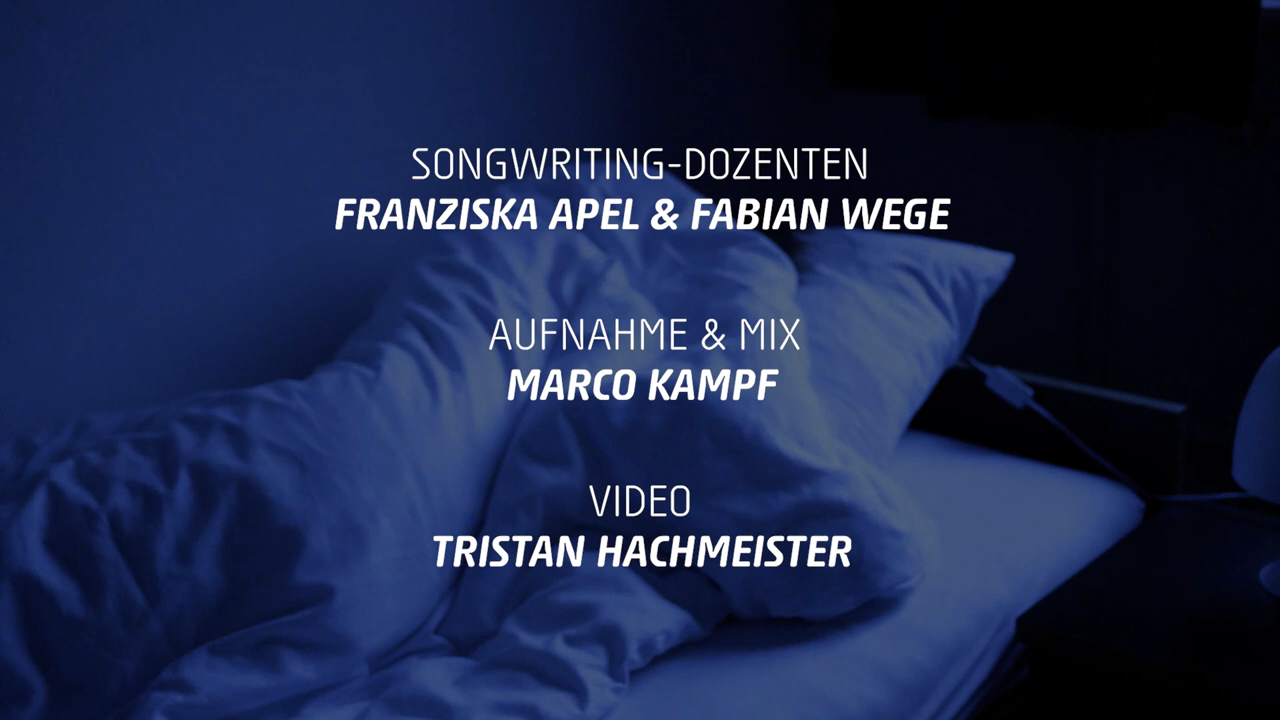 SONGWRITING-DOZENTEN
FRANZISKA APEL & FABIAN WEGE
AUFNAHME & MIX
MARCO KAMPF
VIDEO
TRISTAN HACHMEISTER